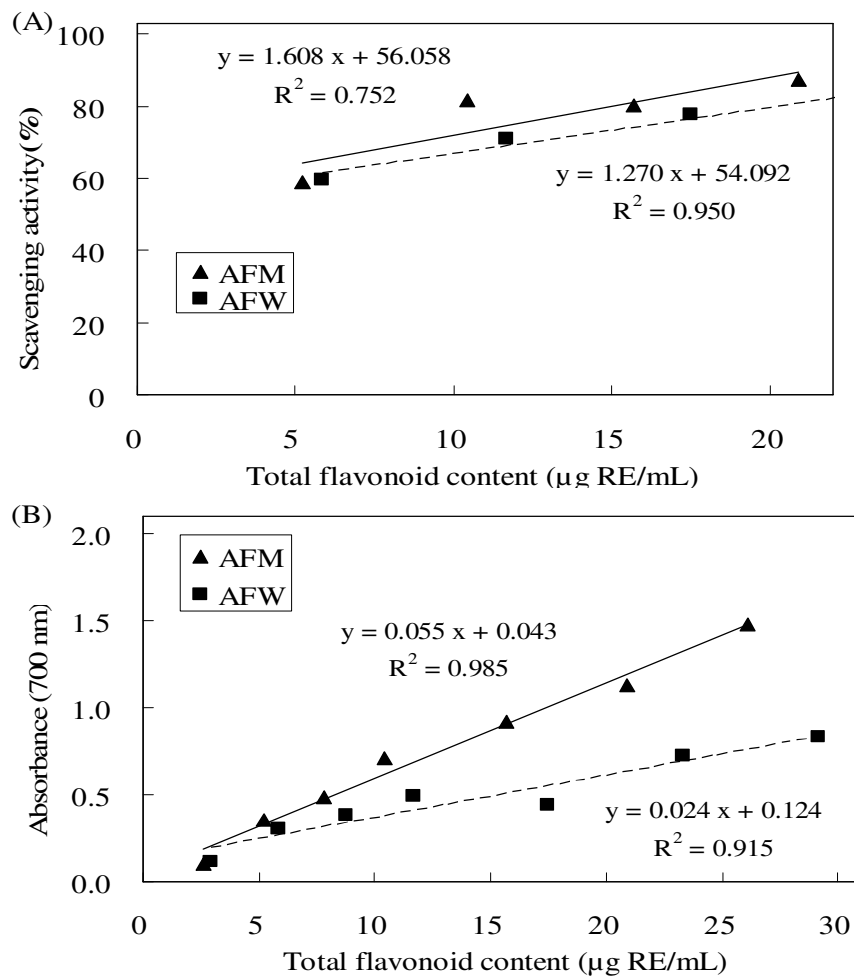 (A)
100
80
60
40
20
0
Scavenging activity(%)
y = 1.608 x + 56.058
R² = 0.752
y = 1.270 x + 54.092
R² = 0.950
AFM
AFW
0 5 10 15 20
Total flavonoid content (µg RE/mL)
(B)
2.0
1.5
1.0
0.5
0.0
Absorbance (700 nm)
AFM
AFW
y = 0.055 x + 0.043
R² = 0.985
y = 0.024 x + 0.124
R² = 0.915
0 5 10 15 20 25 30
Total flavonoid content (µg RE/mL)